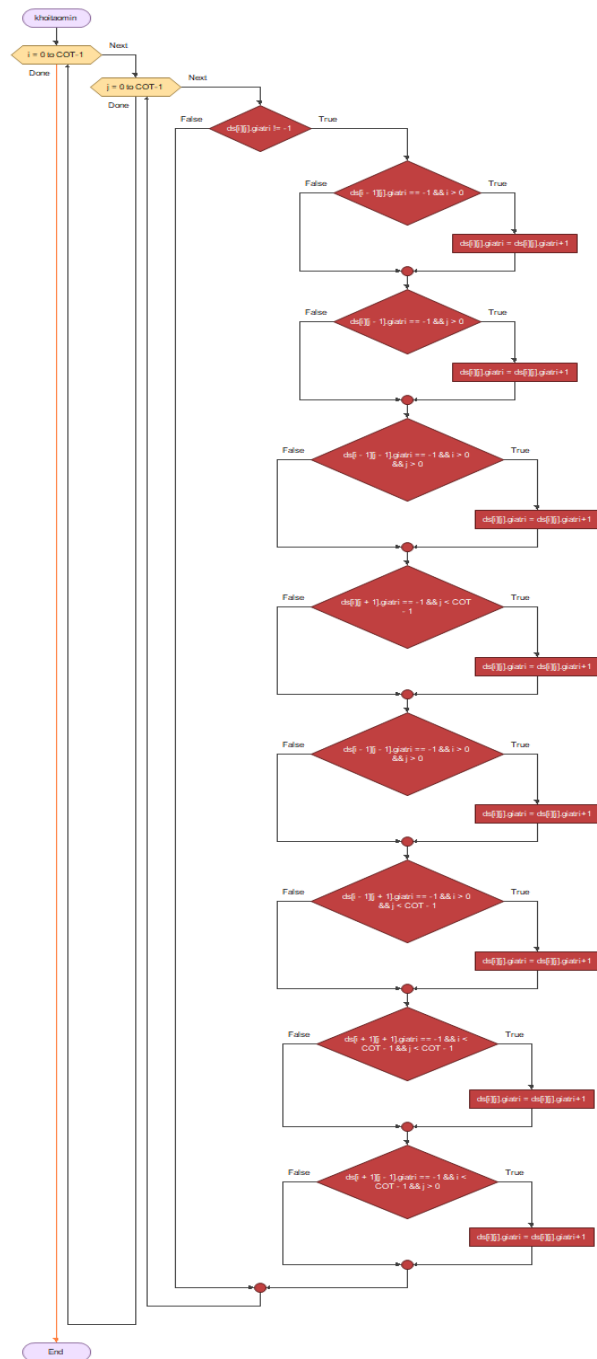 khoitaomin
i = 0 to COT-1
Next
Done
j = 0 to COT-1
Next
Done
ds[i][j].giatri != -1
False
True
ds[i - 1][j].giatri == -1 && i > 0
False
True
ds[i][j].giatri = ds[i][j].giatri+1
ds[i][j - 1].giatri == -1 && j > 0
False
True
ds[i][j].giatri = ds[i][j].giatri+1
ds[i - 1][j - 1].giatri == -1 && i > 0
&& j > 0
False
True
ds[i][j].giatri = ds[i][j].giatri+1
ds[i][j + 1].giatri == -1 && j < COT
- 1
False
True
ds[i][j].giatri = ds[i][j].giatri+1
ds[i - 1][j - 1].giatri == -1 && i > 0
&& j > 0
False
True
ds[i][j].giatri = ds[i][j].giatri+1
ds[i - 1][j + 1].giatri == -1 && i > 0
&& j < COT - 1
False
True
ds[i][j].giatri = ds[i][j].giatri+1
ds[i + 1][j + 1].giatri == -1 && i <
COT - 1 && j < COT - 1
False
True
ds[i][j].giatri = ds[i][j].giatri+1
ds[i + 1][j - 1].giatri == -1 && i <
COT - 1 && j > 0
False
True
ds[i][j].giatri = ds[i][j].giatri+1
End